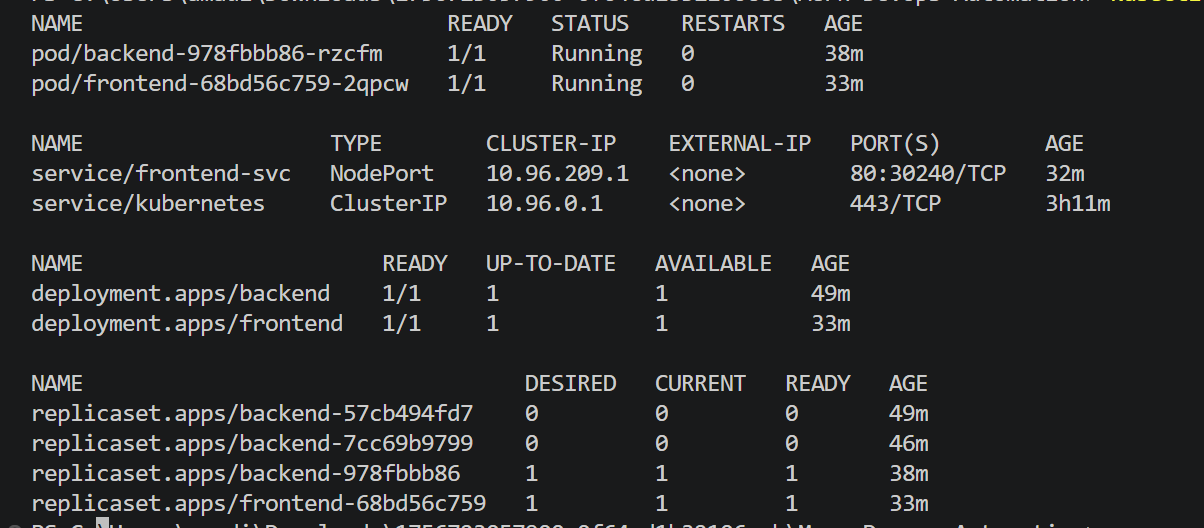 NAME READY STATUS RESTARTS AGE
pod/backend-978fbbb86-rzcfm 1/1 Running 0 38m
pod/frontend-68bd56c759-2qpcw 1/1 Running 0 33m
NAME TYPE CLUSTER-IP EXTERNAL-IP PORT(S) AGE
service/frontend-svc NodePort 10.96.209.1 <none> 80:30240/TCP 32m
service/kubernetes ClusterIP 10.96.0.1 <none> 443/TCP 3h11m
NAME READY UP-TO-DATE AVAILABLE AGE
deployment.apps/backend 1/1 1 1 49m
deployment.apps/frontend 1/1 1 1 33m
NAME DESIRED CURRENT READY AGE
replicaset.apps/backend-57cb494fd7 0 0 0 49m
replicaset.apps/backend-7cc69b9799 0 0 0 46m
replicaset.apps/backend-978fbbb86 1 1 1 38m
replicaset.apps/frontend-68bd56c759 1 1 1 33m